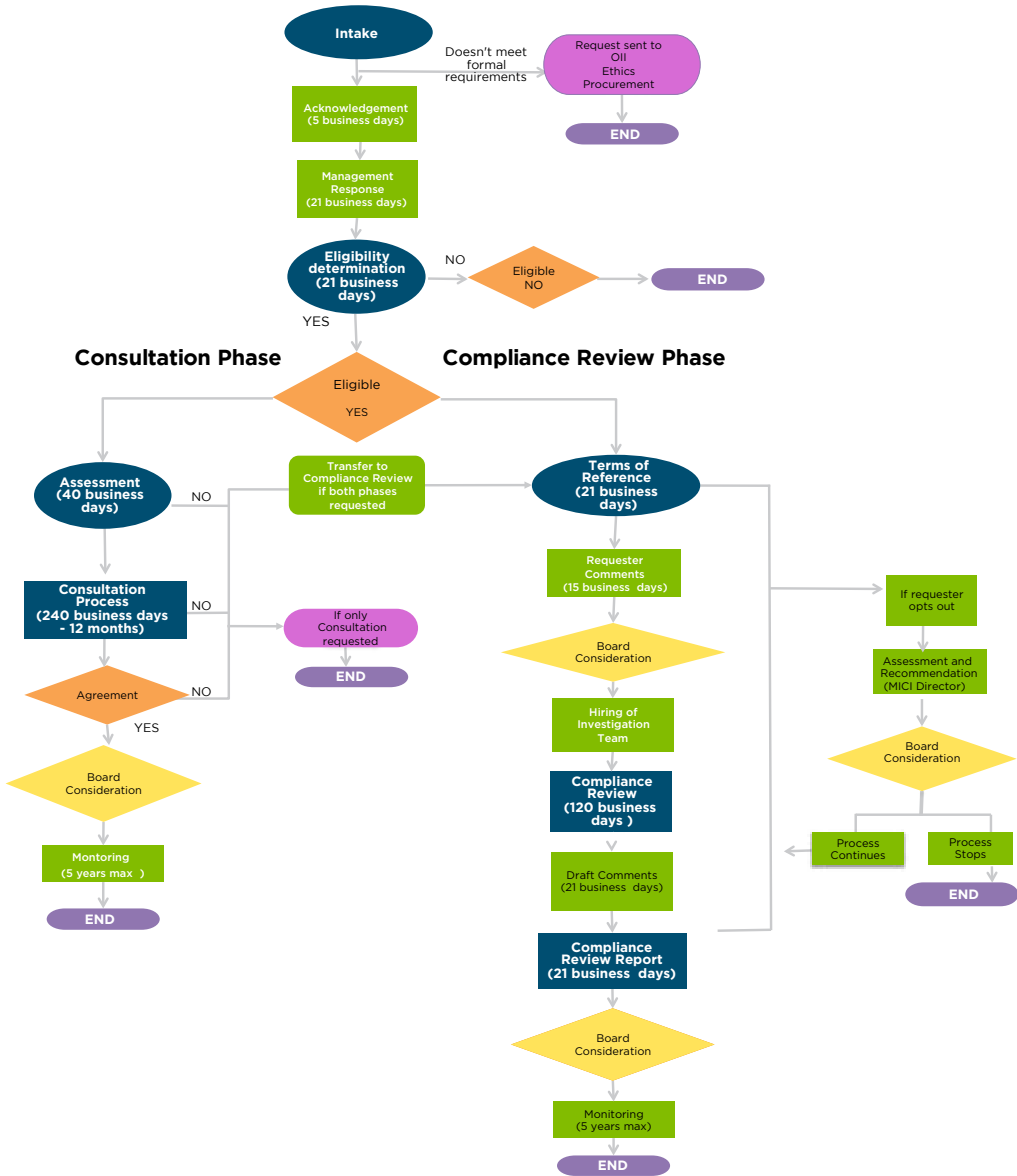 Intake
Doesn't meet
formal
requirements
Request sent to
OII
Ethics
Procurement
END
Acknowledgement
(5 business days)
Management
Response
(21 business days)
Eligibility
determination
(21 business
days)
NO
Eligible
NO
END
YES
Consultation Phase
Compliance Review Phase
Eligible
YES
Assessment
(40 business
days)
NO
Transfer to
Compliance Review
if both phases
requested
Terms of
Reference
(21 business
days)
Consultation
Process
(240 business days
- 12 months)
NO
If only
Consultation
requested
END
Agreement
NO
YES
Board
Consideration
Montoring
(5 years max )
END
Requester
Comments
(15 business days)
Board
Consideration
Hiring of
Investigation
Team
Compliance
Review
(120 business
days )
Draft Comments
(21 business days)
Compliance
Review Report
(21 business days)
Board
Consideration
Monitoring
(5 years max)
END
If requester
opts out
Assessment and
Recommendation
(MICI Director)
Board
Consideration
Process
Continues
Process
Stops
END